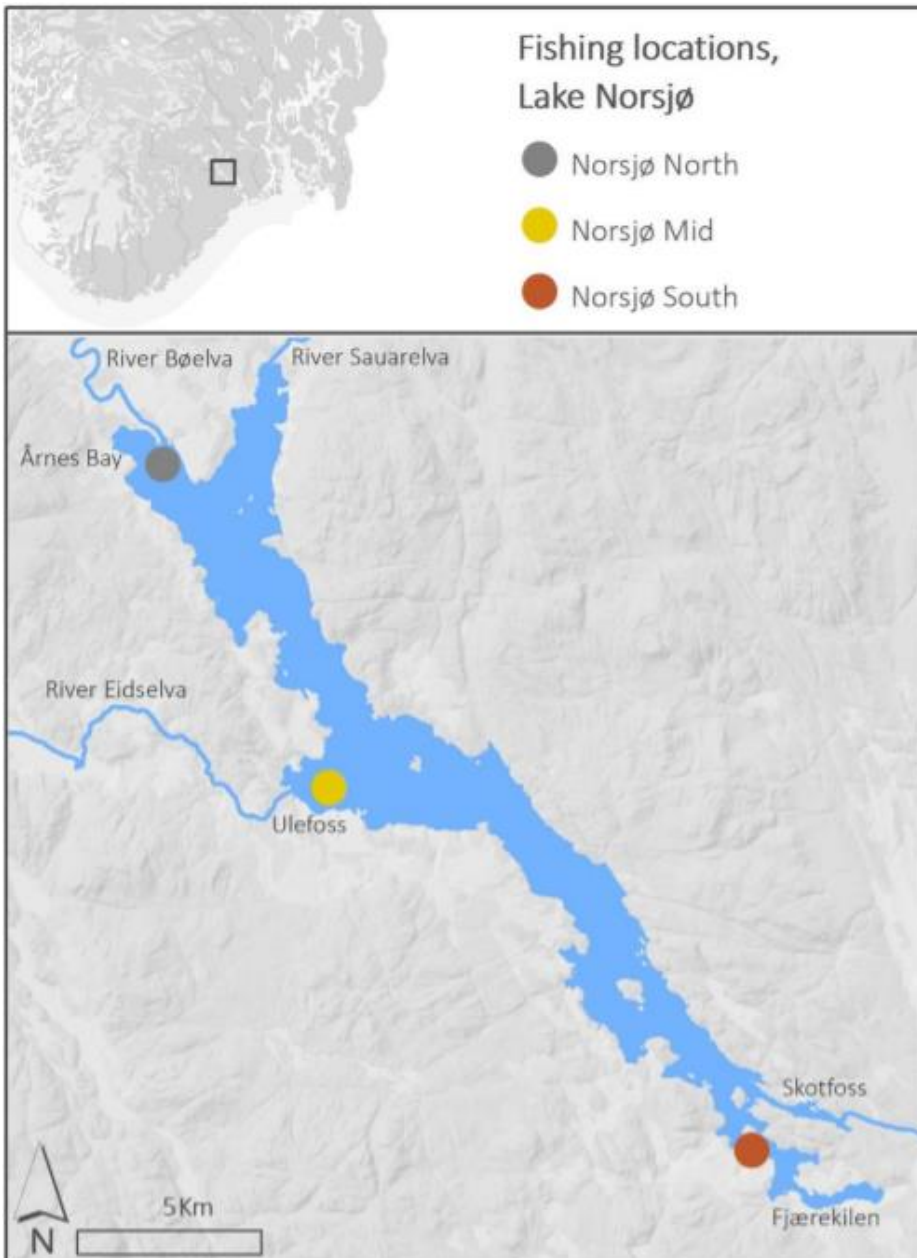 Fishing locations,
Lake Norsjø
Norsjø North
Norsjø Mid
Norsjø South
River Bøelva
River Sauarelva
Årnes Bay
River Eidselva
Ulefoss
Skotfoss
Fjærekilen
5Km
N